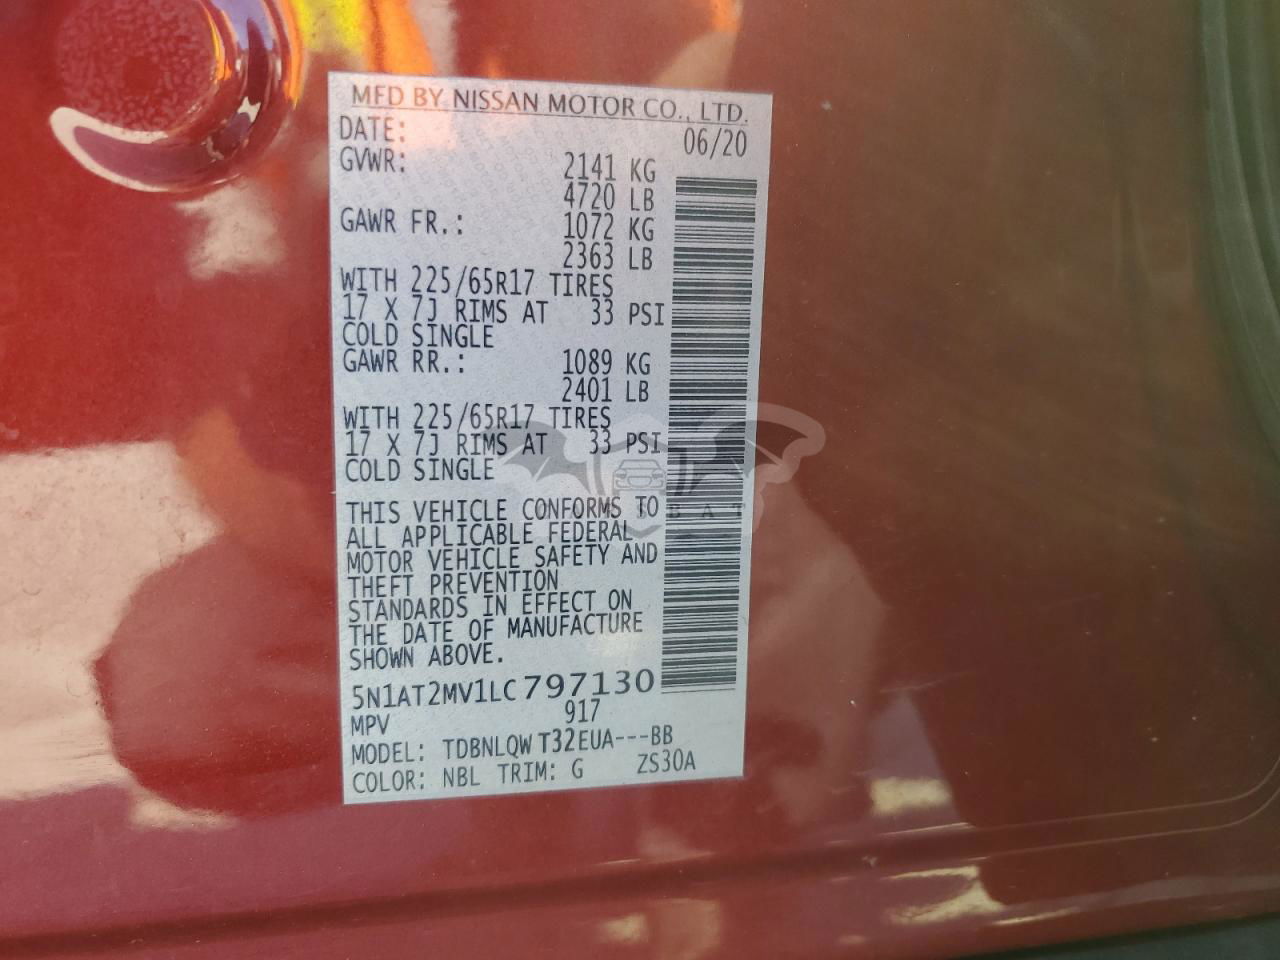 MFD BY NISSAN MOTOR CO., LTD.
DATE: 06/20
GVWR: 2141 KG
4720 LB
GAWR FR.: 1072 KG
2363 LB
WITH 225/65R17 TIRES
17 X 7J RIMS AT 33 PSI
COLD SINGLE
GAWR RR.: 1089 KG
2401 LB
WITH 225/65R17 TIRES
17 X 7J RIMS AT 33 PSI
COLD SINGLE
THIS VEHICLE CONFORMS TO
ALL APPLICABLE FEDERAL
MOTOR VEHICLE SAFETY AND
THEFT PREVENTION
STANDARDS IN EFFECT ON
THE DATE OF MANUFACTURE
SHOWN ABOVE.
5N1AT2MV1LC797130
MPV 917
MODEL: TDBNLQW T32EUA---BB
COLOR: NBL TRIM: G ZS30A